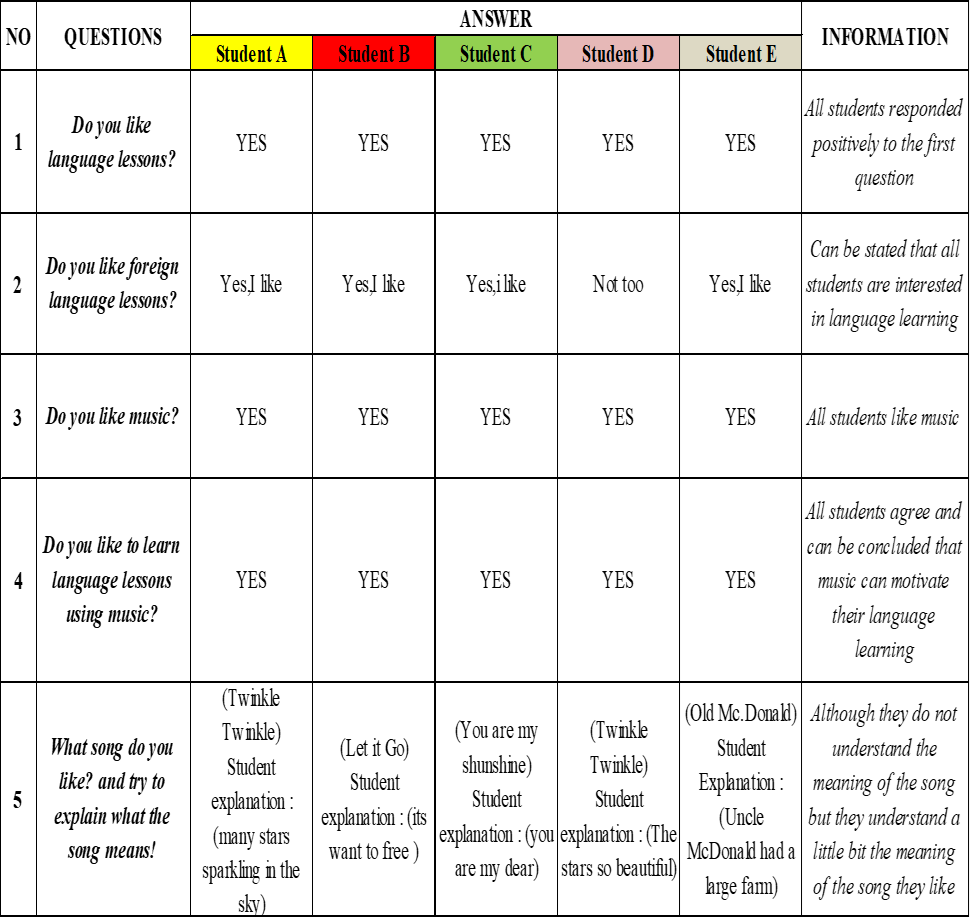 NO
QUESTIONS
ANSWER
INFORMATION
Student A
Student B
Student C
Student D
Student E
1
Do you like
language lessons?
YES
YES
YES
YES
YES
All students responded
positively to the first
question
2
Do you like foreign
language lessons?
Yes,I like
Yes,I like
Yes,i like
Not too
Yes,I like
Can be stated that all
students are interested
in language learning
3
Do you like music?
YES
YES
YES
YES
YES
All students like music
4
Do you like to learn
language lessons
using music?
YES
YES
YES
YES
YES
All students agree and
can be concluded that
music can motivate
their language
learning
5
What song do you
like? and try to
explain what the
song means!
(Twinkle
Twinkle)
Student
explanation :
(many stars
sparkling in the
sky)
(Let it Go)
Student
explanation : (its
want to free )
(You are my
shunshine)
Student
explanation : (you
are my dear)
(Twinkle
Twinkle)
Student
explanation : (The
stars so beautiful)
(Old Mc.Donald)
Student
Explanation :
(Uncle
McDonald had a
large farm)
Although they do not
understand the
meaning of the song
but they understand a
little bit the meaning
of the song they like